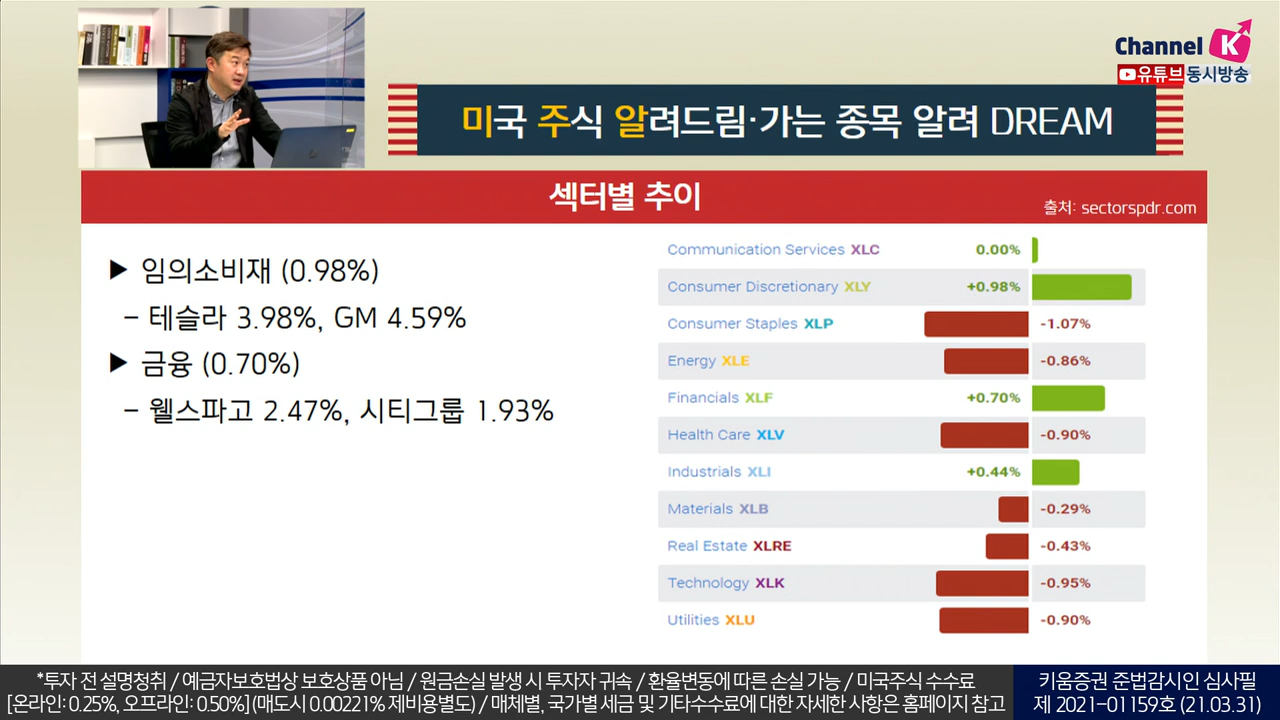 Channel K
유튜브 동시방송
미국 주식 알려드림·가는 종목 알려 DREAM
섹터별 추이
출처: sectorspdr.com
▶ 임의소비재 (0.98%)
– 테슬라 3.98%, GM 4.59%
▶ 금융 (0.70%)
– 웰스파고 2.47%, 시티그룹 1.93%
Communication Services XLC 0.00%
Consumer Discretionary XLY +0.98%
Consumer Staples XLP -1.07%
Energy XLE -0.86%
Financials XLF +0.70%
Health Care XLV -0.90%
Industrials XLI +0.44%
Materials XLB -0.29%
Real Estate XLRE -0.43%
Technology XLK -0.95%
Utilities XLU -0.90%
*투자 전 설명청취 / 예금자보호법상 보호상품 아님 / 원금손실 발생 시 투자자 귀속 / 환율변동에 따른 손실 가능 / 미국주식 수수료
[온라인: 0.25%, 오프라인: 0.50%] (매도시 0.00221% 제비용별도) / 매체별, 국가별 세금 및 기타수수료에 대한 자세한 사항은 홈페이지 참고
키움증권 준법감시인 심사필
제 2021-01159호 (21.03.31)